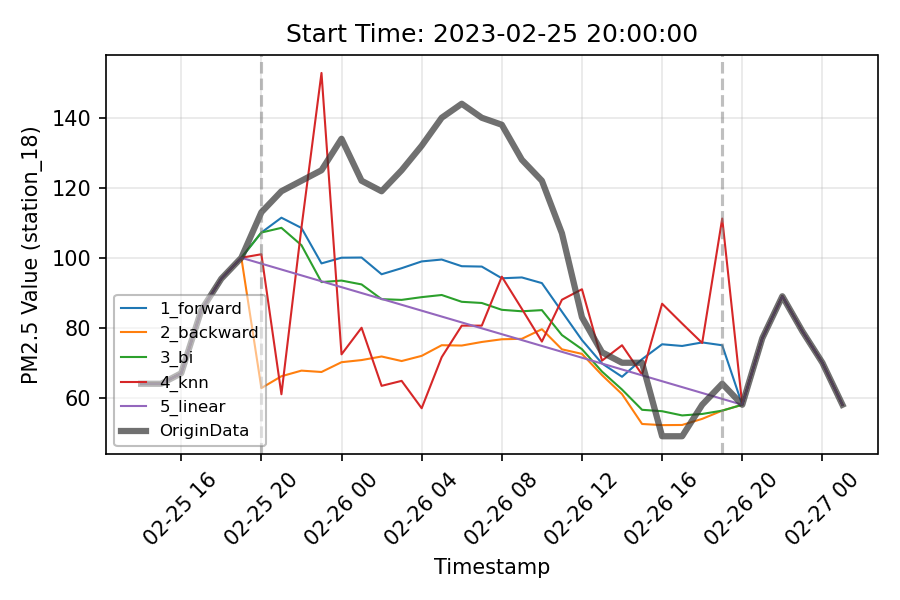 Start Time: 2023-02-25 20:00:00
PM2.5 Value (station_18)
140
120
100
80
60
1_forward
2_backward
3_bi
4_knn
5_linear
OriginData
02-25 16
02-25 20
02-26 00
02-26 04
02-26 08
02-26 12
02-26 16
02-26 20
02-27 00
Timestamp